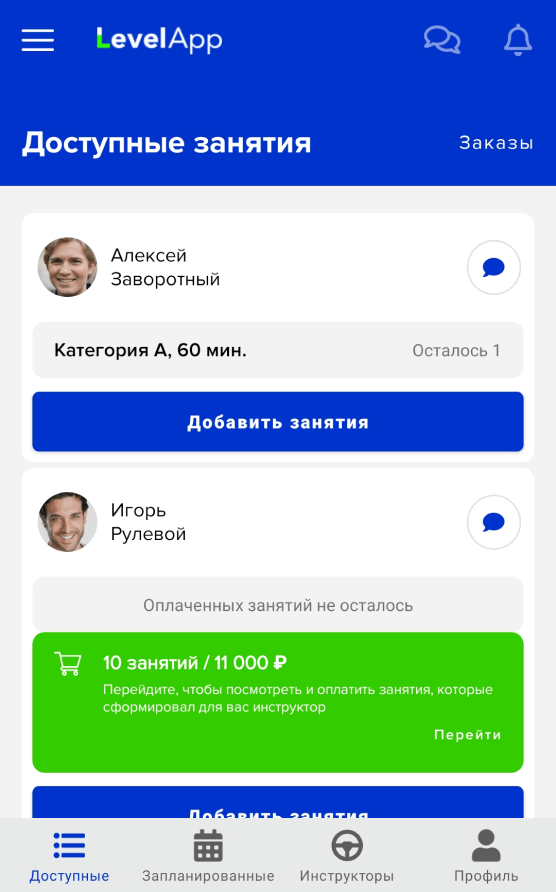 LevelApp
Доступные занятия
Заказы
Алексей
Заворотный
Категория А, 60 мин.
Осталось 1
Добавить занятия
Игорь
Рулевой
Оплаченных занятий не осталось
10 занятий / 11 000 ₽
Перейдите, чтобы посмотреть и оплатить занятия, которые
сформировал для вас инструктор
Перейти
Добавить занятия
Доступные
Запланированные
Инструкторы
Профиль